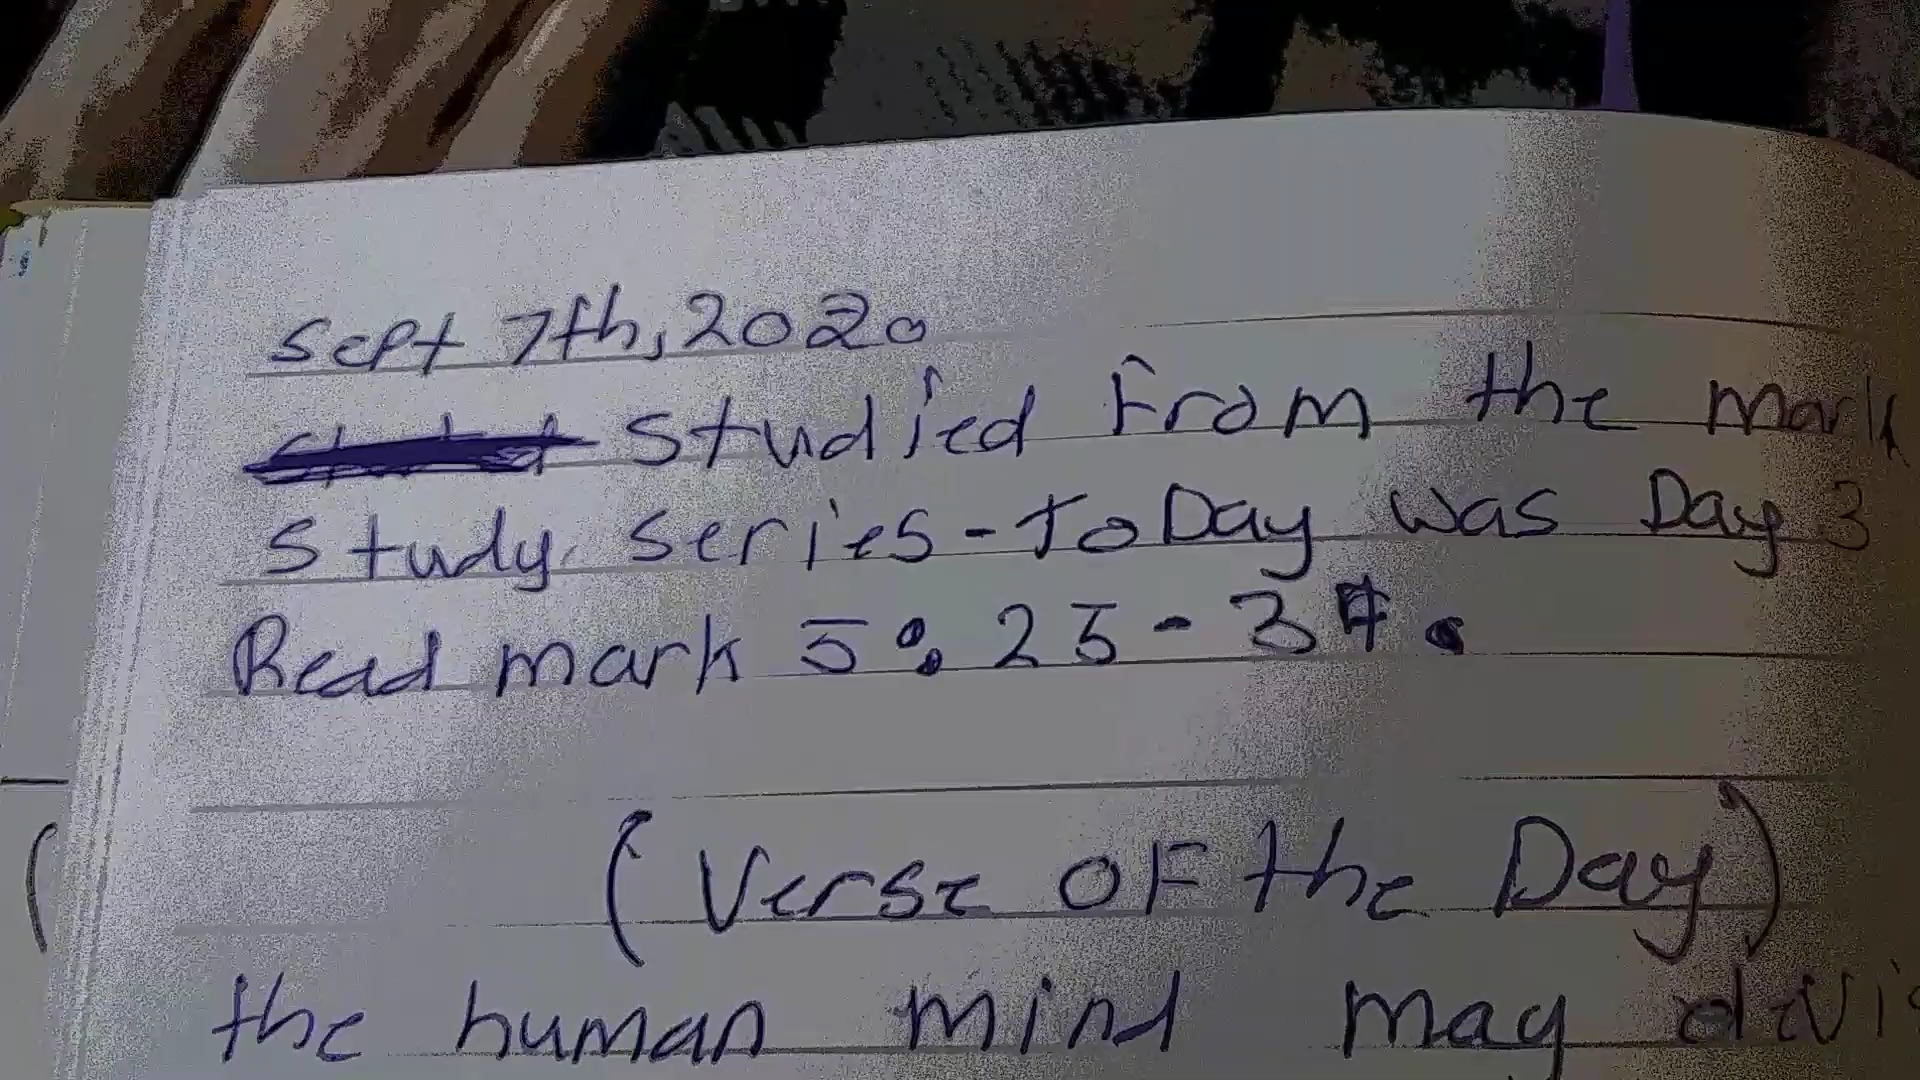 Sept 7th, 2020
Studied From the Mark
Study series - ToDay was Day 3
Read mark 5:25-34.
(Verse OF the Day)
the human mind may